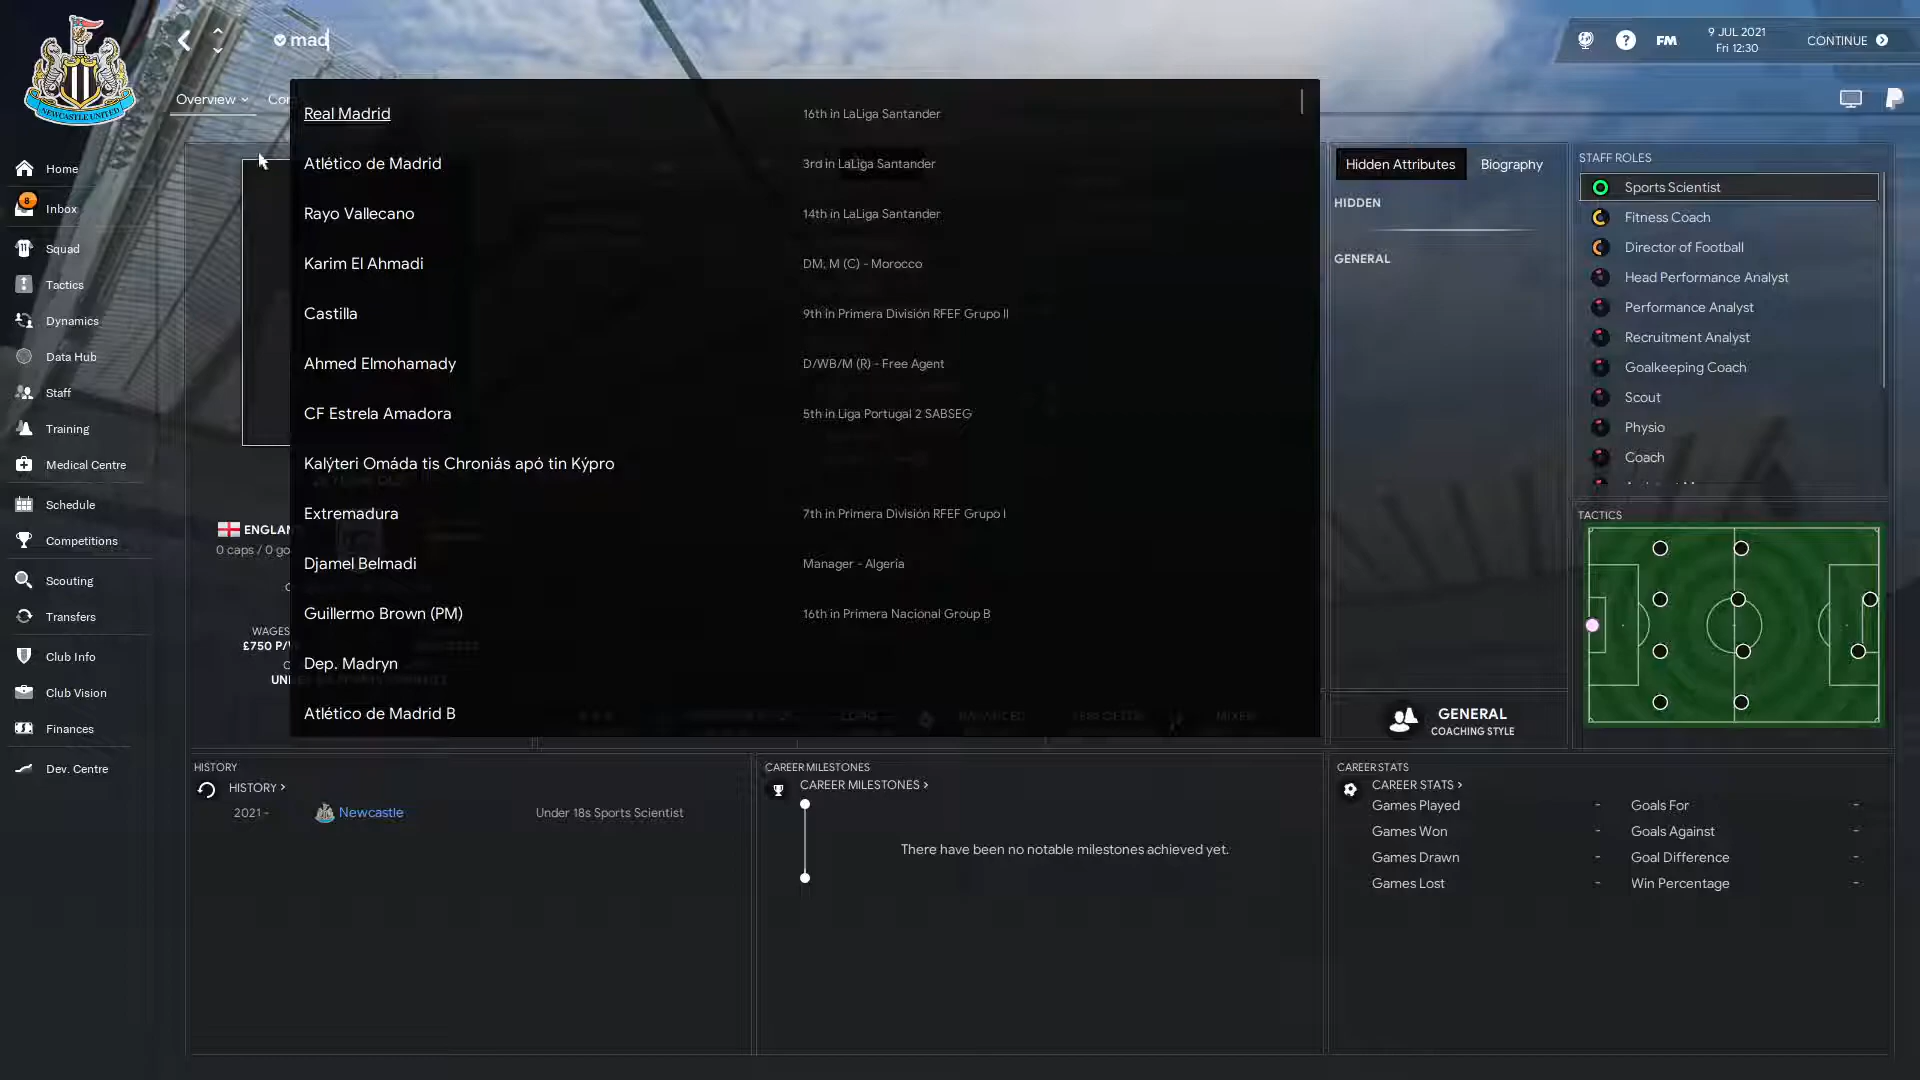 mad
9 JUL 2021
Fri 12:30
FM
CONTINUE
NEWCASTLE UNITED
Overview
Real Madrid 16th in LaLiga Santander
Atlético de Madrid 3rd in LaLiga Santander
Rayo Vallecano 14th in LaLiga Santander
Karim El Ahmadi DM, M (C) - Morocco
Castilla 9th in Primera División RFEF Grupo II
Ahmed Elmohamady D/WB/M (R) - Free Agent
CF Estrela Amadora 5th in Liga Portugal 2 SABSEG
Kalýteri Omáda tis Chroniás apó tin Kýpro
Extremadura 7th in Primera División RFEF Grupo I
Djamel Belmadi Manager - Algeria
Guillermo Brown (PM) 16th in Primera Nacional Group B
Dep. Madryn
Atlético de Madrid B
Home
8
Inbox
Squad
Tactics
Dynamics
Data Hub
Staff
Training
Medical Centre
Schedule
Competitions
Scouting
Transfers
Club Info
Club Vision
Finances
Dev. Centre
0 caps / 0
WAGES
£750
Hidden Attributes Biography
HIDDEN
GENERAL
GENERAL
COACHING STYLE
STAFF ROLES
Sports Scientist
Fitness Coach
Director of Football
Head Performance Analyst
Performance Analyst
Recruitment Analyst
Goalkeeping Coach
Scout
Physio
Coach
TACTICS
HISTORY
HISTORY >
2021 - Newcastle Under 18s Sports Scientist
CAREER MILESTONES
CAREER MILESTONES >
There have been no notable milestones achieved yet.
CAREER STATS
CAREER STATS >
Games Played - Goals For -
Games Won - Goals Against -
Games Drawn - Goal Difference -
Games Lost - Win Percentage -